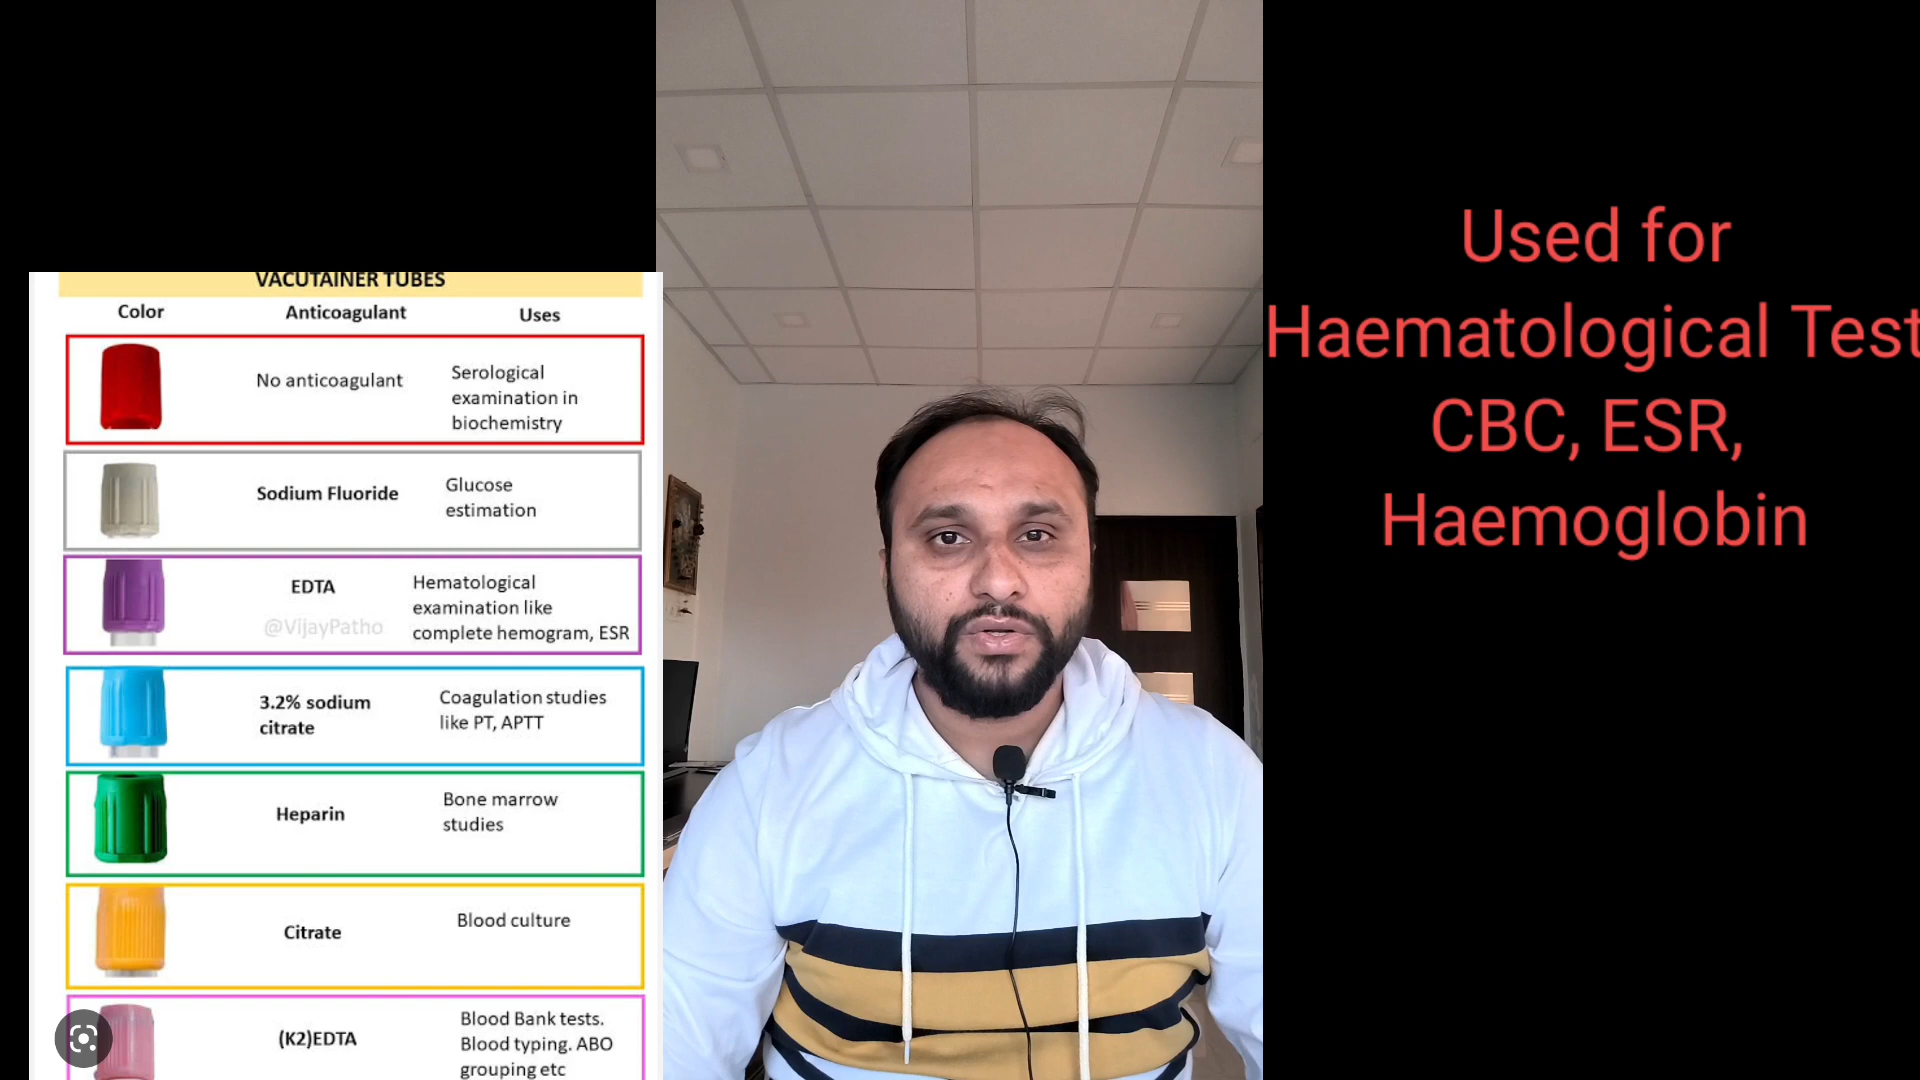 VACUTAINER TUBES
Color Anticoagulant Uses
No anticoagulant
Serological
examination in
biochemistry
Sodium Fluoride
Glucose
estimation
EDTA
@VijayPatho
Hematological
examination like
complete hemogram, ESR
3.2% sodium
citrate
Coagulation studies
like PT, APTT
Heparin
Bone marrow
studies
Citrate
Blood culture
(K2)EDTA
Blood Bank tests.
Blood typing. ABO
grouping etc
Used for
Haematological Test
CBC, ESR,
Haemoglobin